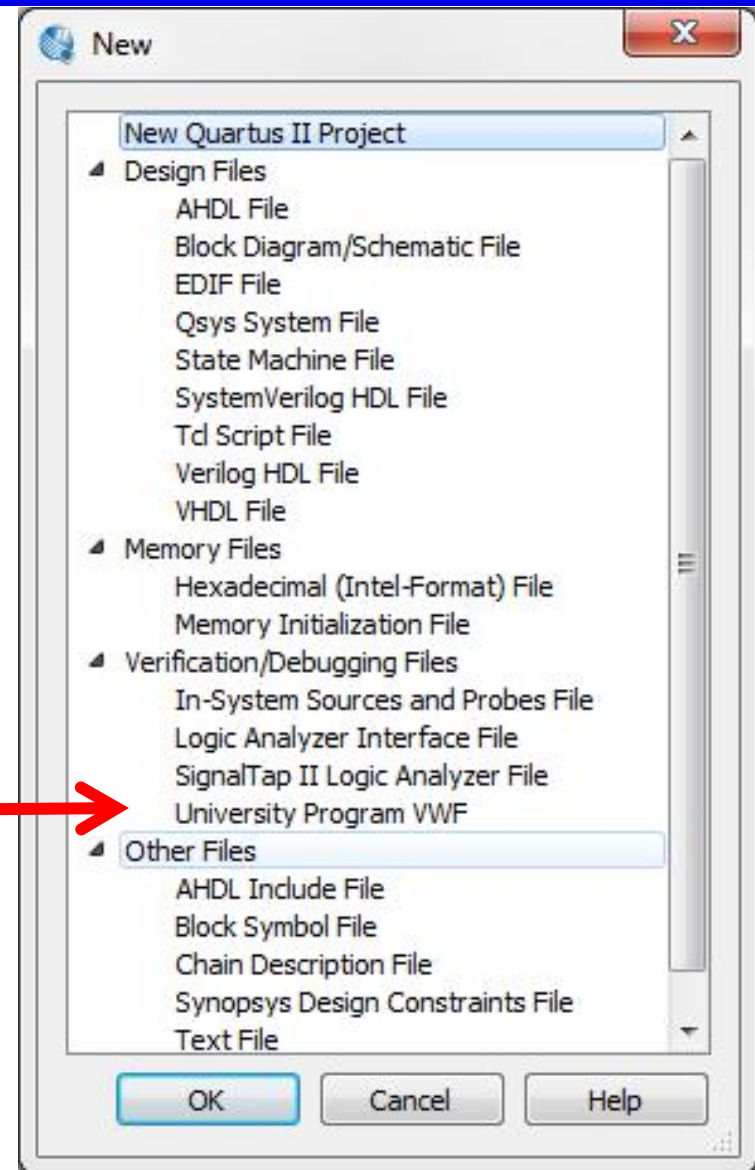 New
New Quartus II Project
Design Files
AHDL File
Block Diagram/Schematic File
EDIF File
Qsys System File
State Machine File
SystemVerilog HDL File
Tcl Script File
Verilog HDL File
VHDL File
Memory Files
Hexadecimal (Intel-Format) File
Memory Initialization File
Verification/Debugging Files
In-System Sources and Probes File
Logic Analyzer Interface File
SignalTap II Logic Analyzer File
University Program VWF
Other Files
AHDL Include File
Block Symbol File
Chain Description File
Synopsys Design Constraints File
Text File
OK Cancel Help